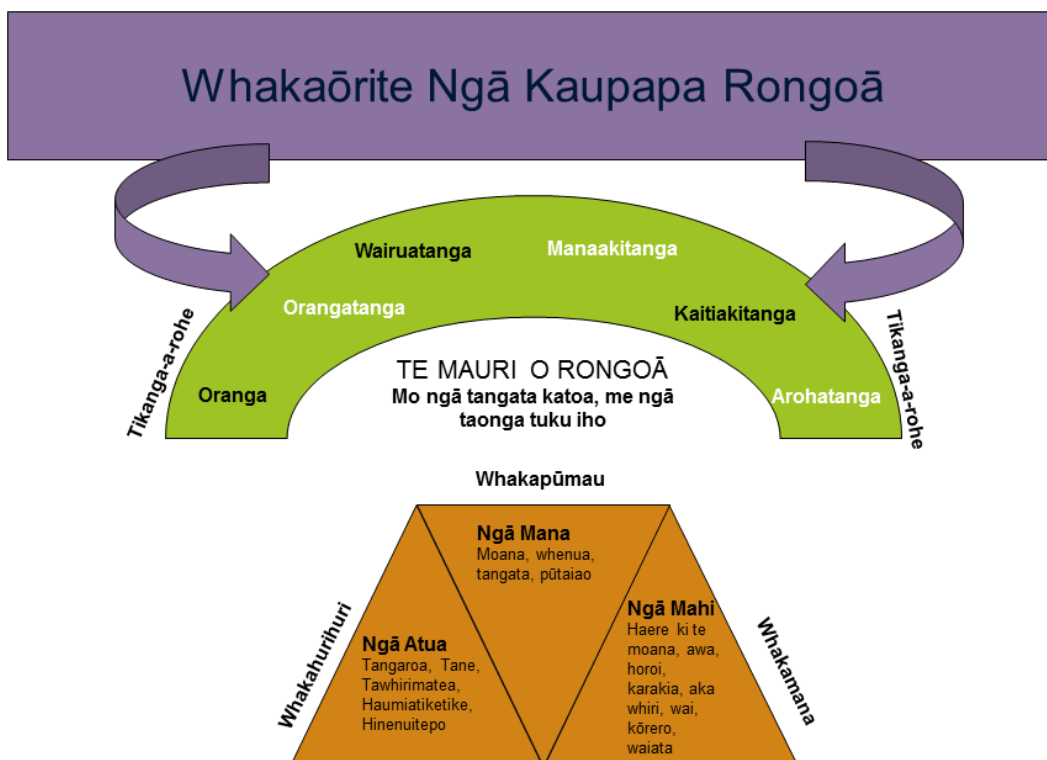 Whakaōrite Ngā Kaupapa Rongoā
Wairuatanga
Manaakitanga
Orangatanga
Kaitiakitanga
Oranga
Arohatanga
Tikanga-a-rohe
Tikanga-a-rohe
TE MAURI O RONGOĀ
Mo ngā tangata katoa, me ngā
taonga tuku iho
Whakapūmau
Whakahurihuri
Whakamana
Ngā Mana
Moana, whenua,
tangata, pūtaiao
Ngā Atua
Tangaroa, Tane,
Tawhirimatea,
Haumiatiketike,
Hinenuitepo
Ngā Mahi
Haere ki te
moana, awa,
horoi,
karakia, aka
whiri, wai,
kōrero,
waiata